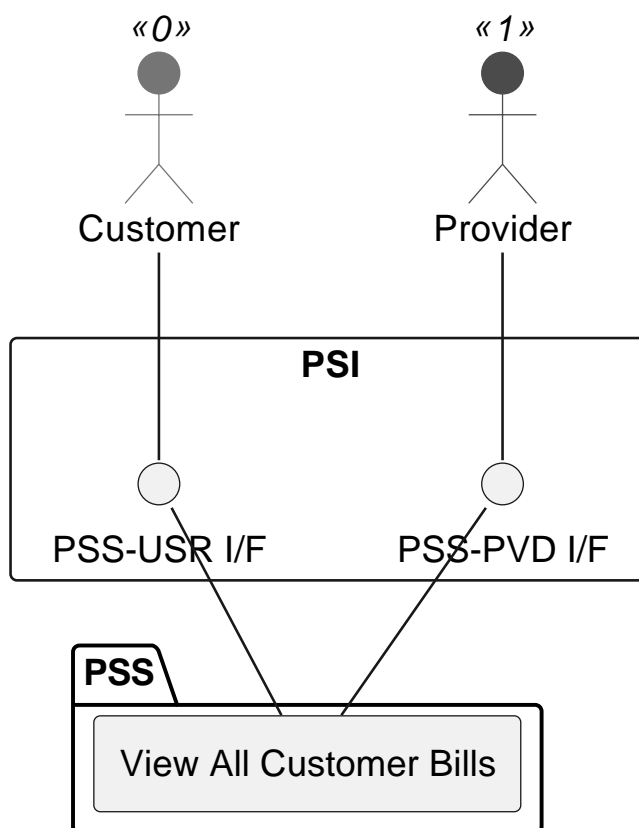 «0» «1»
Customer Provider
PSI
PSS-USR I/F PSS-PVD I/F
PSS
View All Customer Bills